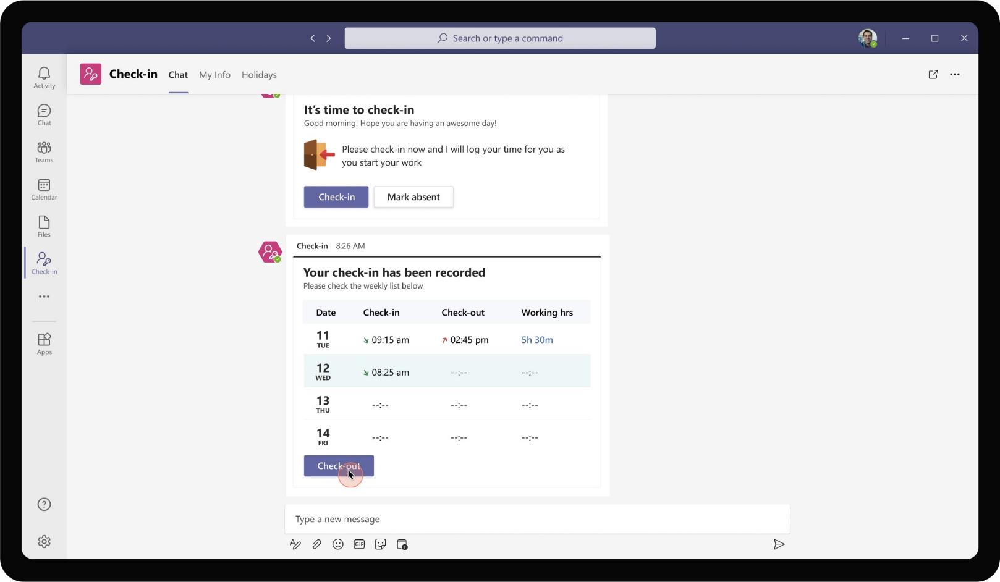 Search or type a command
Check-in
Chat
My Info
Holidays
Activity
Chat
Teams
Calendar
Files
Check-in
Apps
It’s time to check-in
Good morning! Hope you are having an awesome day!
Please check-in now and I will log your time for you as
you start your work
Check-in
Mark absent
Check-in 8:26 AM
Your check-in has been recorded
Please check the weekly list below
Date Check-in Check-out Working hrs
11
TUE
09:15 am 02:45 pm 5h 30m
12
WED
08:25 am --:-- --:--
13
THU
--:-- --:-- --:--
14
FRI
--:-- --:-- --:--
Check-out
Type a new message
GIF